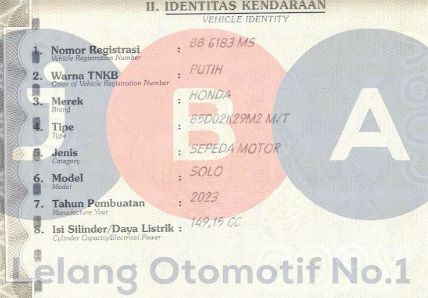 II. IDENTITAS KENDARAAN
VEHICLE IDENTITY
1. Nomor Registrasi : BB 6183 MS
Vehicle Registration Number
2. Warna TNKB : PUTIH
Color of Vehicle Registration Number
3. Merek : HONDA
Brand
4. Tipe : B5D02K29M2 M/T
Type
5. Jenis : SEPEDA MOTOR
Category
6. Model : SOLO
Model
7. Tahun Pembuatan : 2023
Manufacture Year
8. Isi Silinder/Daya Listrik : 149,15 CC
Cylinder Capacity/Electrical Power
I B A
Lelang Otomotif No.1